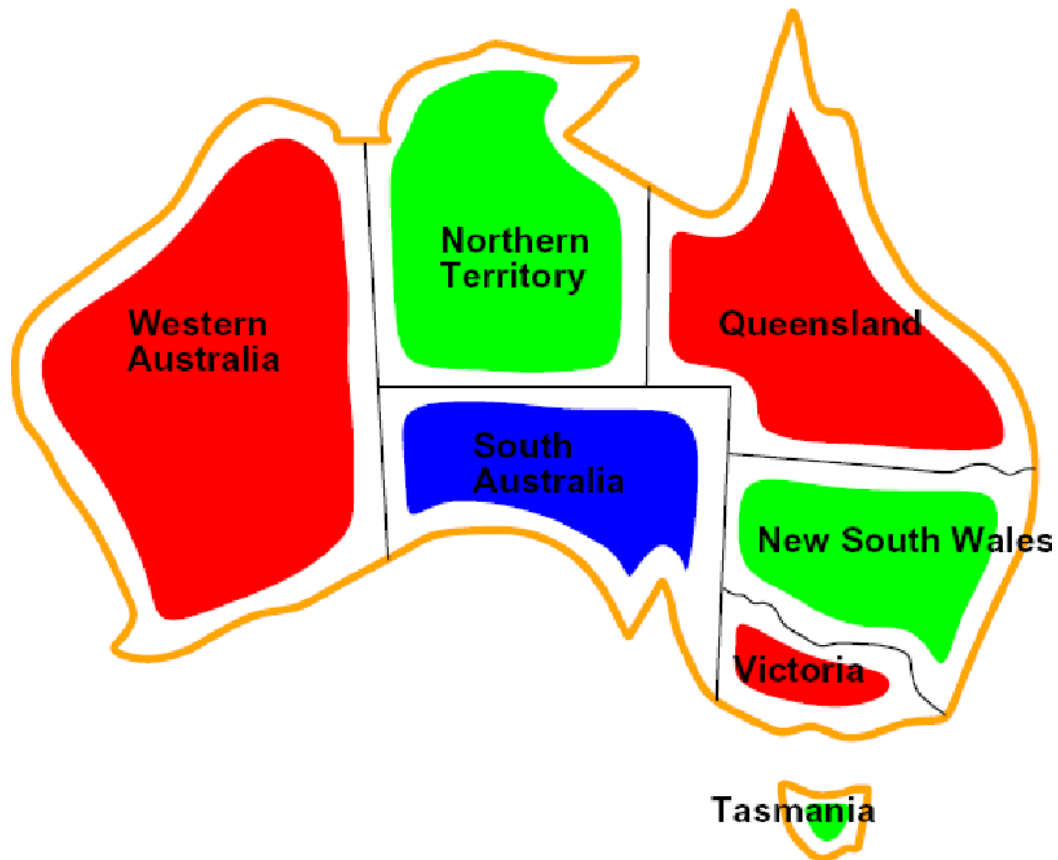 Northern
Territory
Western
Australia
Queensland
South
Australia
New South Wales
Victoria
Tasmania